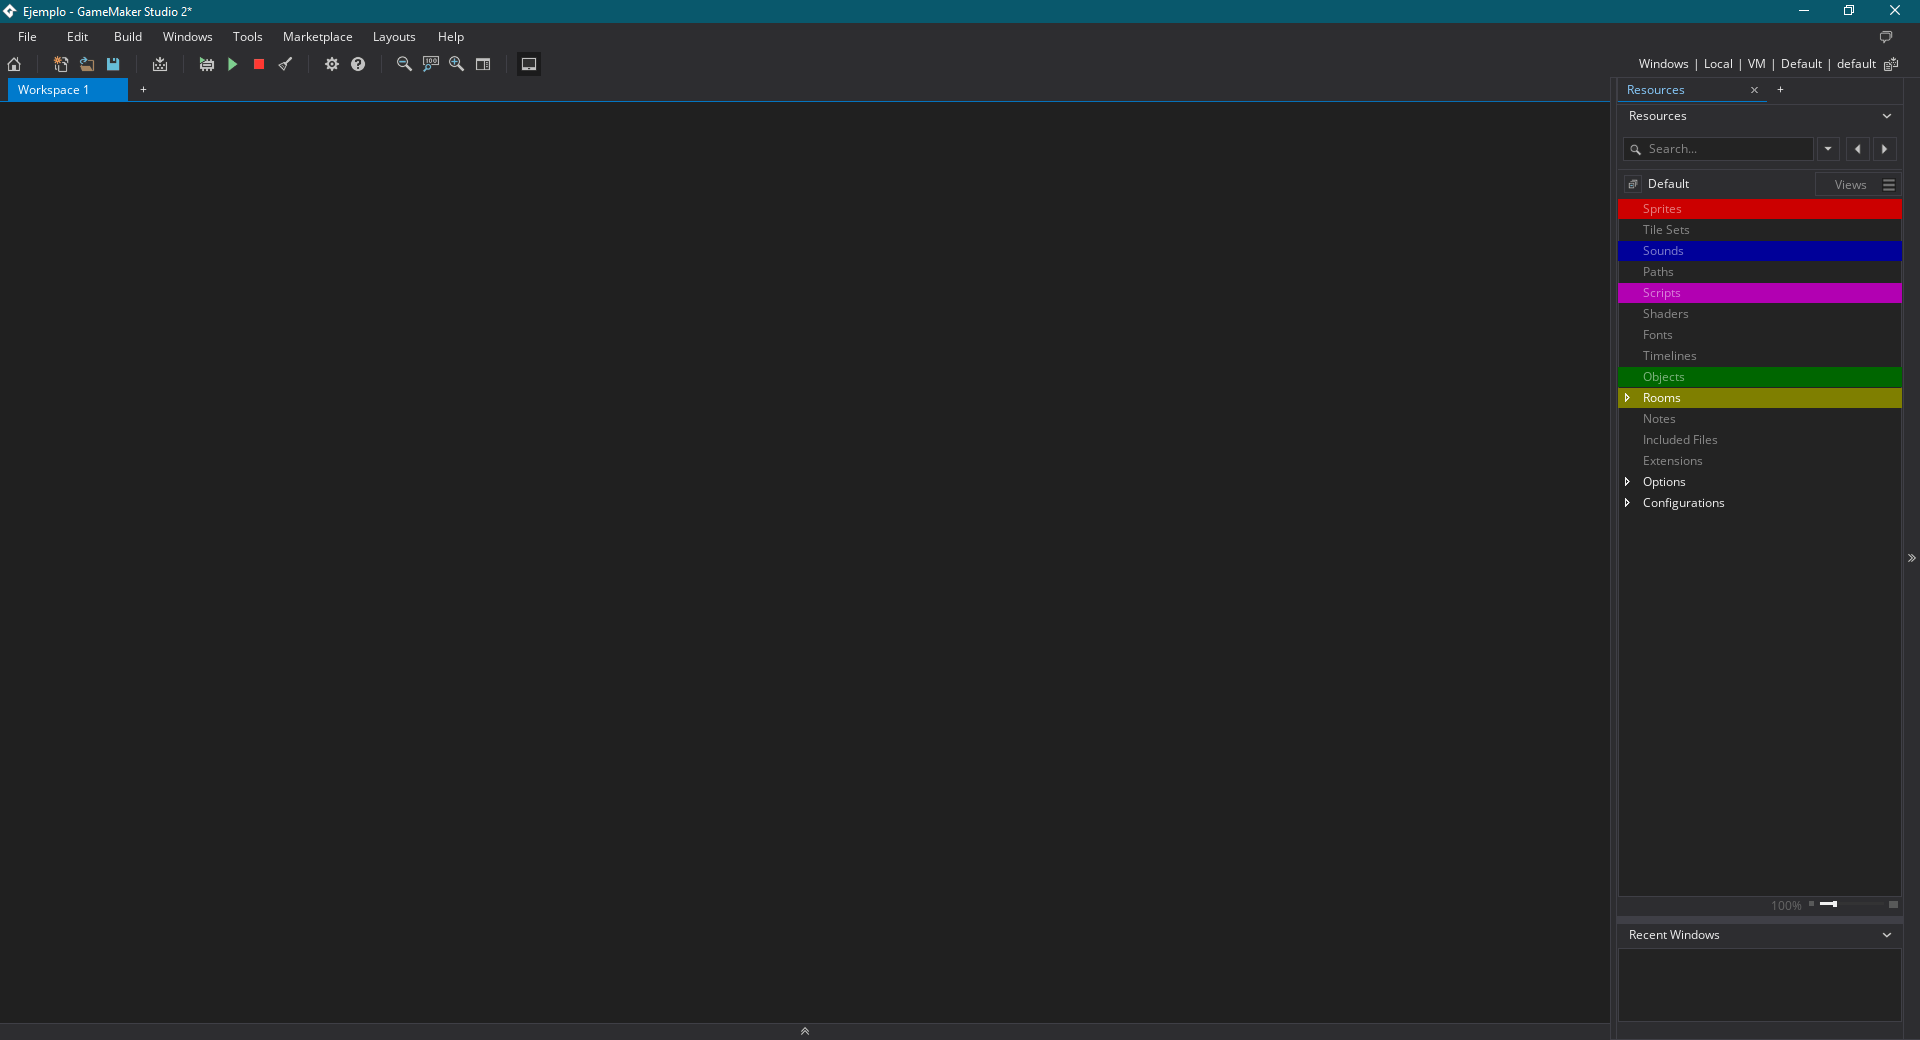 Ejemplo - GameMaker Studio 2*
File Edit Build Windows Tools Marketplace Layouts Help
100
Windows | Local | VM | Default | default
Workspace 1 +
Resources × +
Resources
Search...
Default Views
Sprites
Tile Sets
Sounds
Paths
Scripts
Shaders
Fonts
Timelines
Objects
Rooms
Notes
Included Files
Extensions
Options
Configurations
100%
Recent Windows